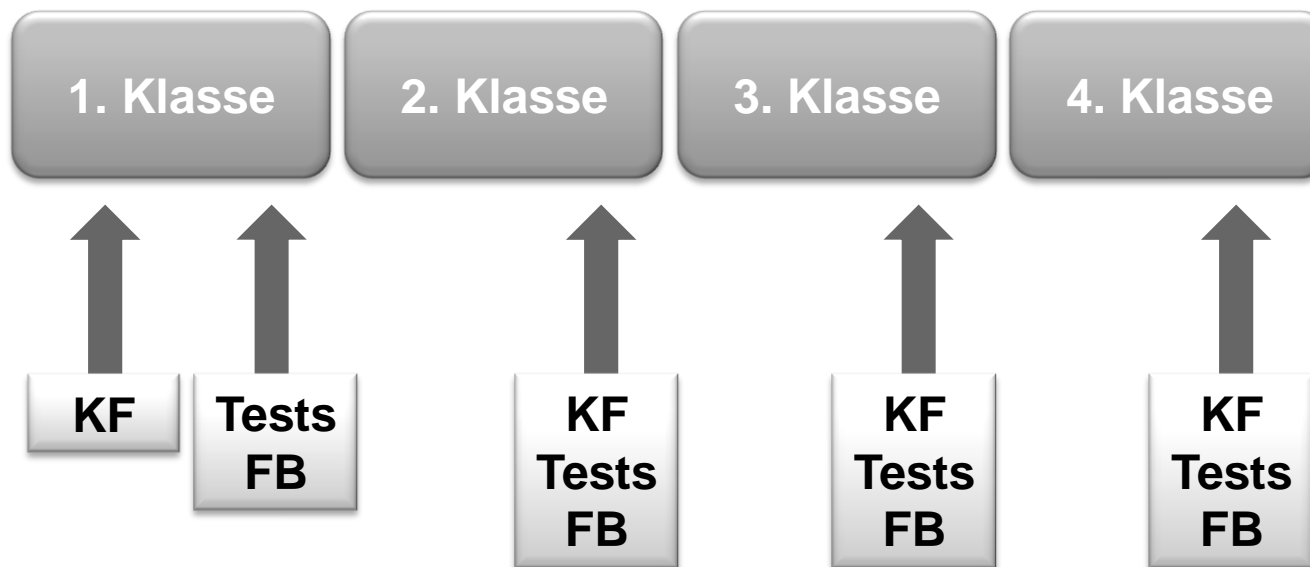 1. Klasse
2. Klasse
3. Klasse
4. Klasse
KF
Tests
FB
KF
Tests
FB
KF
Tests
FB
KF
Tests
FB